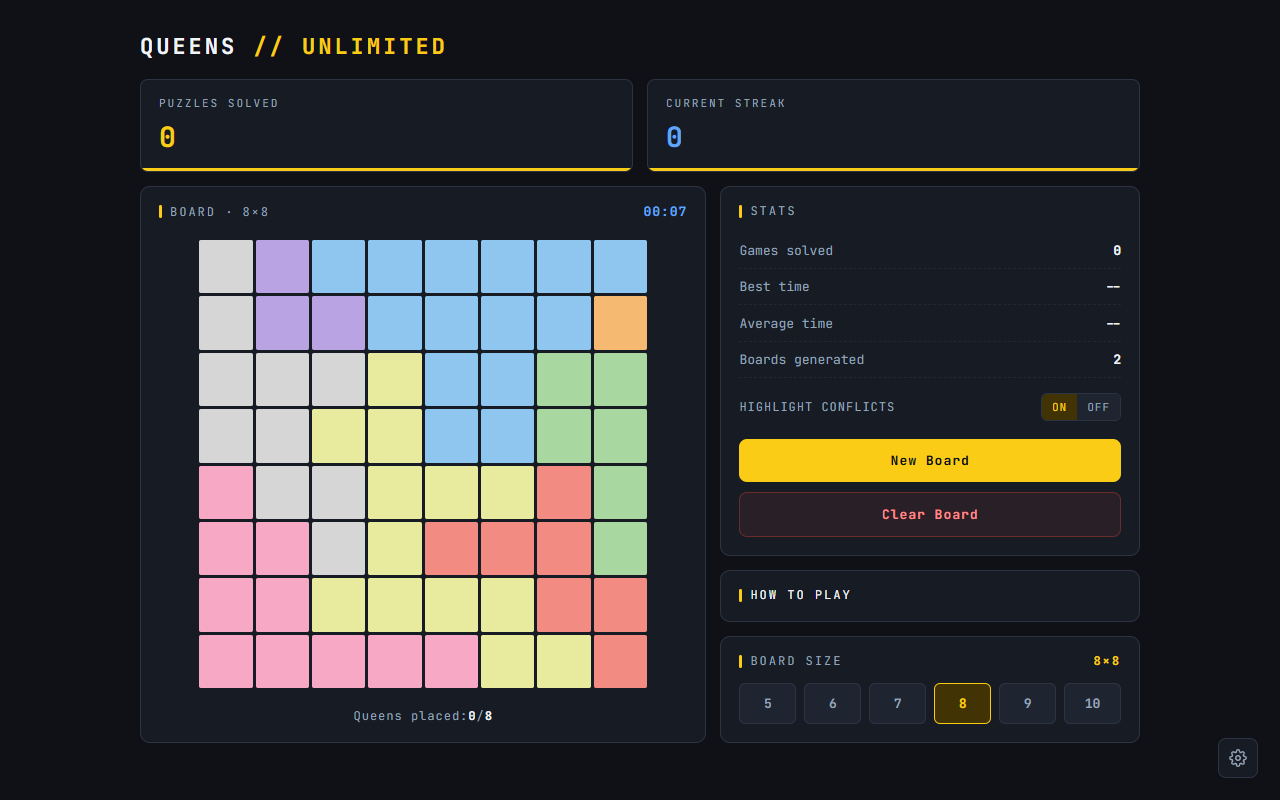 QUEENS // UNLIMITED
PUZZLES SOLVED
0
CURRENT STREAK
0
BOARD · 8×8
00:07
Queens placed:0/8
STATS
Games solved 0
Best time --
Average time --
Boards generated 2
HIGHLIGHT CONFLICTS ON OFF
New Board
Clear Board
HOW TO PLAY
BOARD SIZE 8×8
5 6 7 8 9 10